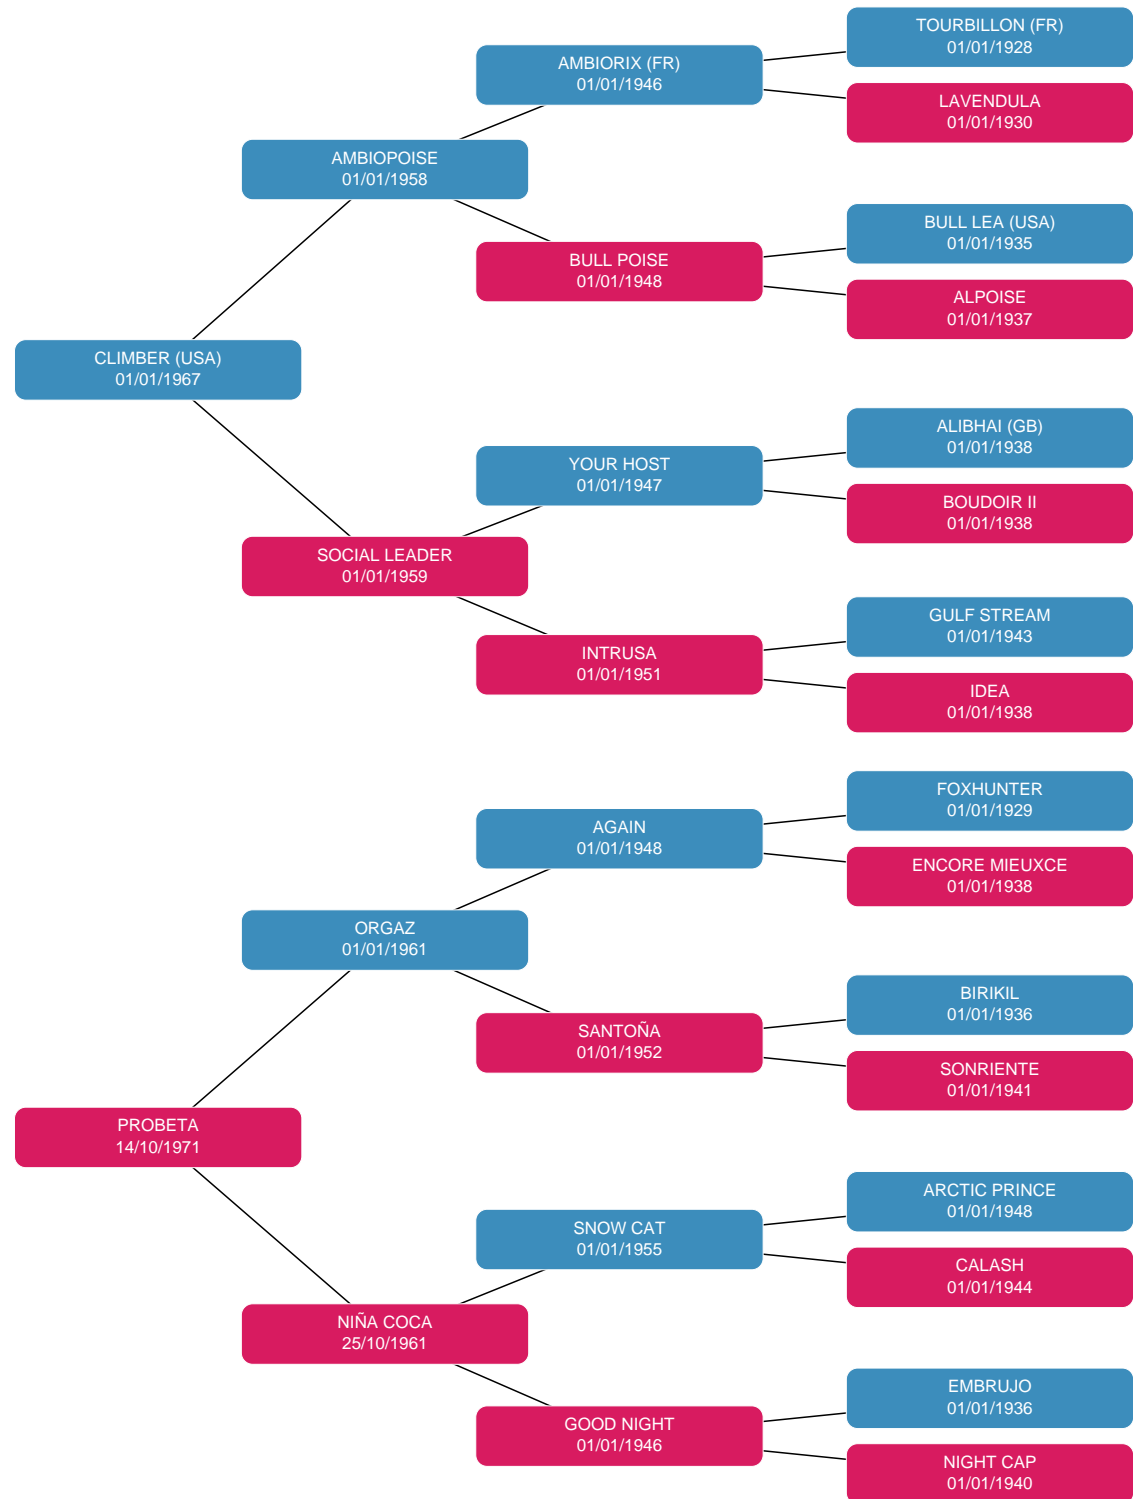 TOURBILLON (FR)
01/01/1928
AMBIORIX (FR)
01/01/1946
LAVENDULA
01/01/1930
AMBIOPOISE
01/01/1958
BULL LEA (USA)
01/01/1935
BULL POISE
01/01/1948
ALPOISE
01/01/1937
CLIMBER (USA)
01/01/1967
ALIBHAI (GB)
01/01/1938
YOUR HOST
01/01/1947
BOUDOIR II
01/01/1938
SOCIAL LEADER
01/01/1959
GULF STREAM
01/01/1943
INTRUSA
01/01/1951
IDEA
01/01/1938
FOXHUNTER
01/01/1929
AGAIN
01/01/1948
ENCORE MIEUXCE
01/01/1938
ORGAZ
01/01/1961
BIRIKIL
01/01/1936
SANTOÑA
01/01/1952
SONRIENTE
01/01/1941
PROBETA
14/10/1971
ARCTIC PRINCE
01/01/1948
SNOW CAT
01/01/1955
CALASH
01/01/1944
NIÑA COCA
25/10/1961
EMBRUJO
01/01/1936
GOOD NIGHT
01/01/1946
NIGHT CAP
01/01/1940